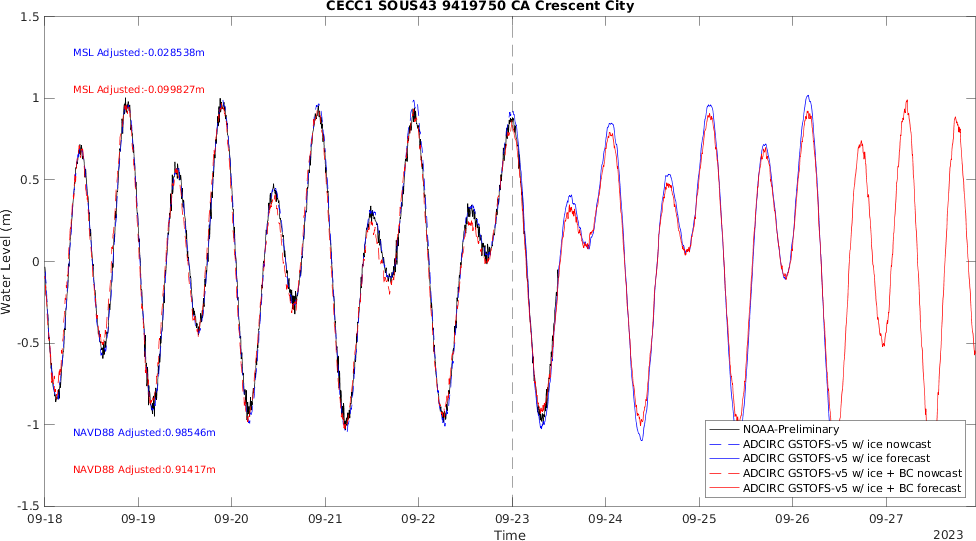 CECC1 SOUS43 9419750 CA Crescent City
1.5
1
0.5
0
-0.5
-1
-1.5
Water Level (m)
MSL Adjusted:-0.028538m
MSL Adjusted:-0.099827m
NAVD88 Adjusted:0.98546m
NAVD88 Adjusted:0.91417m
NOAA-Preliminary
ADCIRC GSTOFS-v5 w/ ice nowcast
ADCIRC GSTOFS-v5 w/ ice forecast
ADCIRC GSTOFS-v5 w/ ice + BC nowcast
ADCIRC GSTOFS-v5 w/ ice + BC forecast
09-18 09-19 09-20 09-21 09-22 09-23 09-24 09-25 09-26 09-27
Time
2023